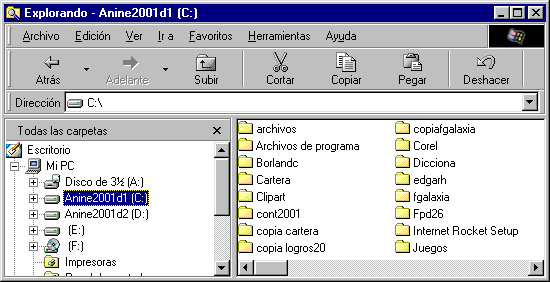 Explorando - Anine2001d1 (C:)
Archivo Edición Ver Ir a Favoritos Herramientas Ayuda
Atrás Adelante Subir Cortar Copiar Pegar Deshacer
Dirección C:\
Todas las carpetas
Escritorio
Mi PC
Disco de 3½ (A:)
Anine2001d1 (C:)
Anine2001d2 (D:)
(E:)
(F:)
Impresoras
archivos
Archivos de programa
Borlandc
Cartera
Clipart
cont2001
copia cartera
copia logros20
copiafgalaxia
Corel
Dicciona
edgarh
fgalaxia
Fpd26
Internet Rocket Setup
Juegos